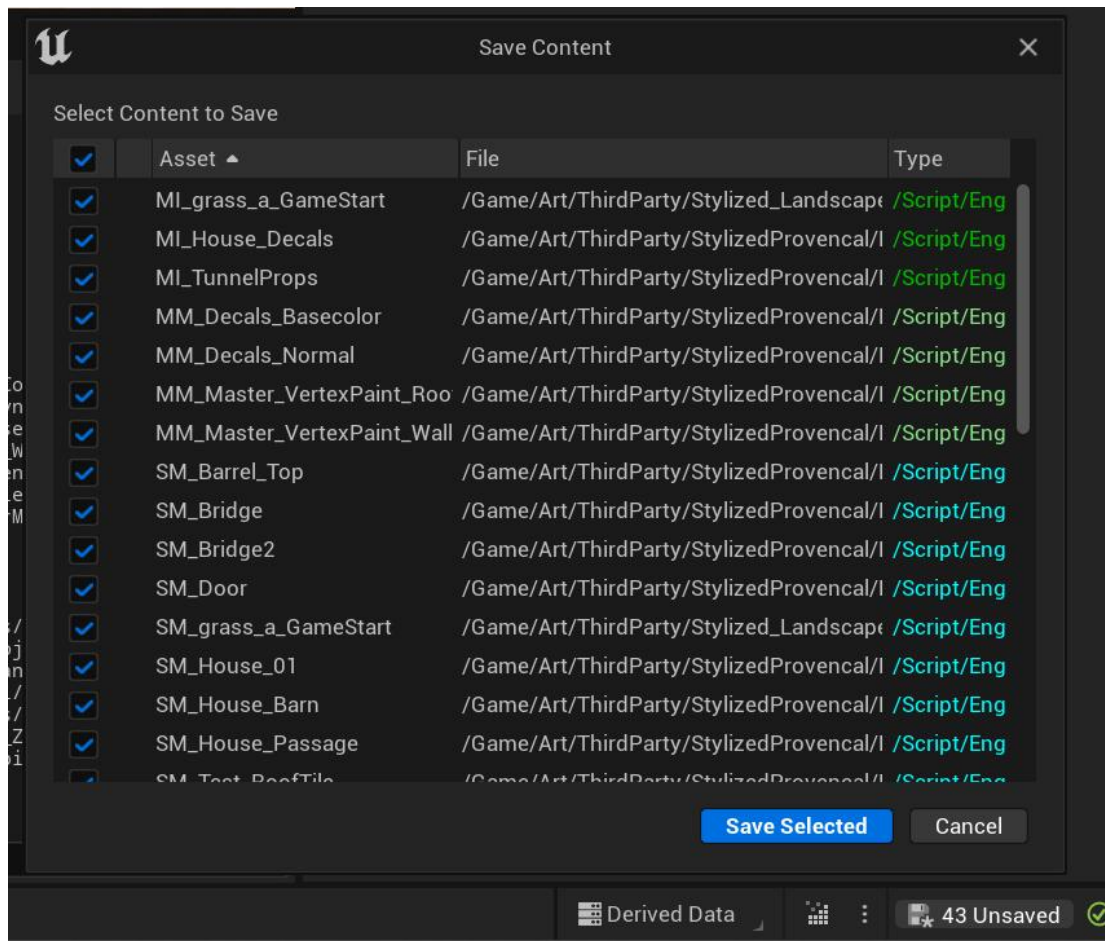 Save Content
Select Content to Save
Asset File Type
MI_grass_a_GameStart /Game/Art/ThirdParty/Stylized_Landscape /Script/Eng
MI_House_Decals /Game/Art/ThirdParty/StylizedProvencal/ /Script/Eng
MI_TunnelProps /Game/Art/ThirdParty/StylizedProvencal/ /Script/Eng
MM_Decals_Basecolor /Game/Art/ThirdParty/StylizedProvencal/ /Script/Eng
MM_Decals_Normal /Game/Art/ThirdParty/StylizedProvencal/ /Script/Eng
MM_Master_VertexPaint_Roo /Game/Art/ThirdParty/StylizedProvencal/ /Script/Eng
MM_Master_VertexPaint_Wall /Game/Art/ThirdParty/StylizedProvencal/ /Script/Eng
SM_Barrel_Top /Game/Art/ThirdParty/StylizedProvencal/ /Script/Eng
SM_Bridge /Game/Art/ThirdParty/StylizedProvencal/ /Script/Eng
SM_Bridge2 /Game/Art/ThirdParty/StylizedProvencal/ /Script/Eng
SM_Door /Game/Art/ThirdParty/StylizedProvencal/ /Script/Eng
SM_grass_a_GameStart /Game/Art/ThirdParty/Stylized_Landscape /Script/Eng
SM_House_01 /Game/Art/ThirdParty/StylizedProvencal/ /Script/Eng
SM_House_Barn /Game/Art/ThirdParty/StylizedProvencal/ /Script/Eng
SM_House_Passage /Game/Art/ThirdParty/StylizedProvencal/ /Script/Eng
Save Selected Cancel
Derived Data 43 Unsaved